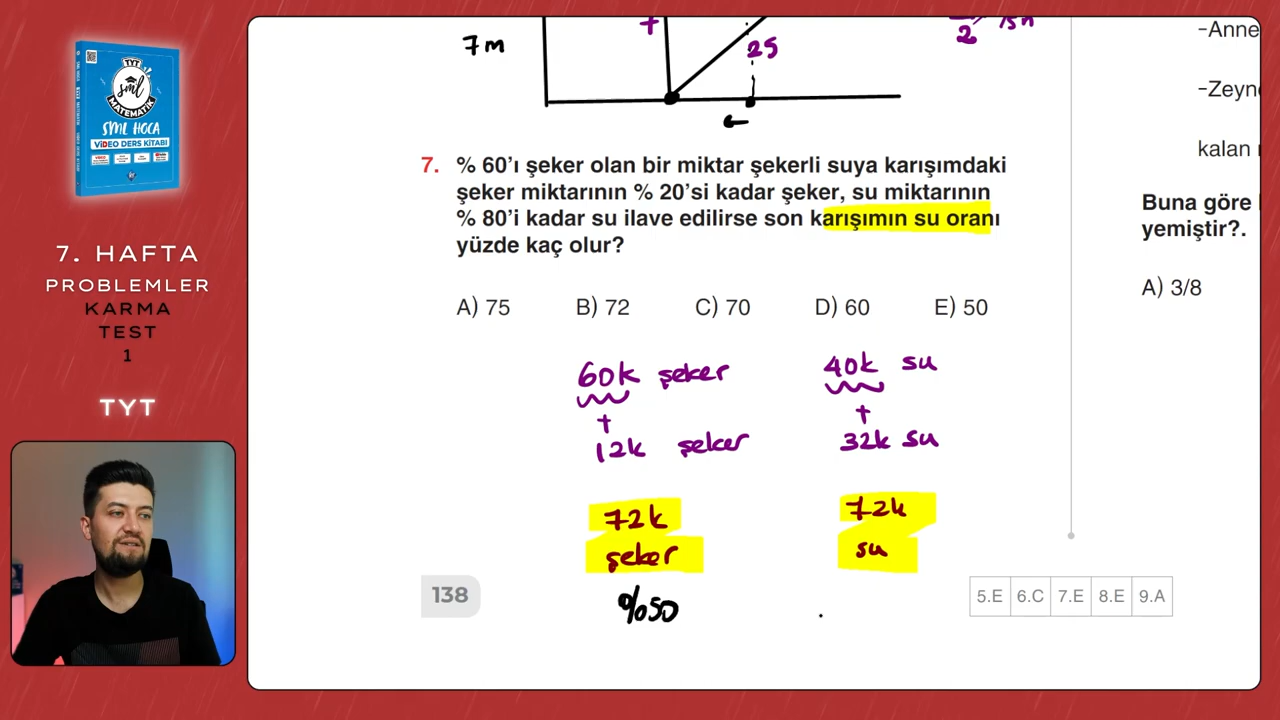 TYT
sml
MATEMATİK
SML HOCA
VİDEO DERS KİTABI
7. HAFTA
PROBLEMLER
KARMA
TEST
1
TYT
7m
7
25
2
7. % 60'ı şeker olan bir miktar şekerli suya karışımdaki
şeker miktarının % 20'si kadar şeker, su miktarının
% 80'i kadar su ilave edilirse son karışımın su oranı
yüzde kaç olur?
A) 75 B) 72 C) 70 D) 60 E) 50
60k şeker 40k su
+ +
12k şeker 32k su
72k 72k
şeker su
%50
138
5.E 6.C 7.E 8.E 9.A
-Anne
-Zeyn
kalan
Buna göre
yemiştir?.
A) 3/8